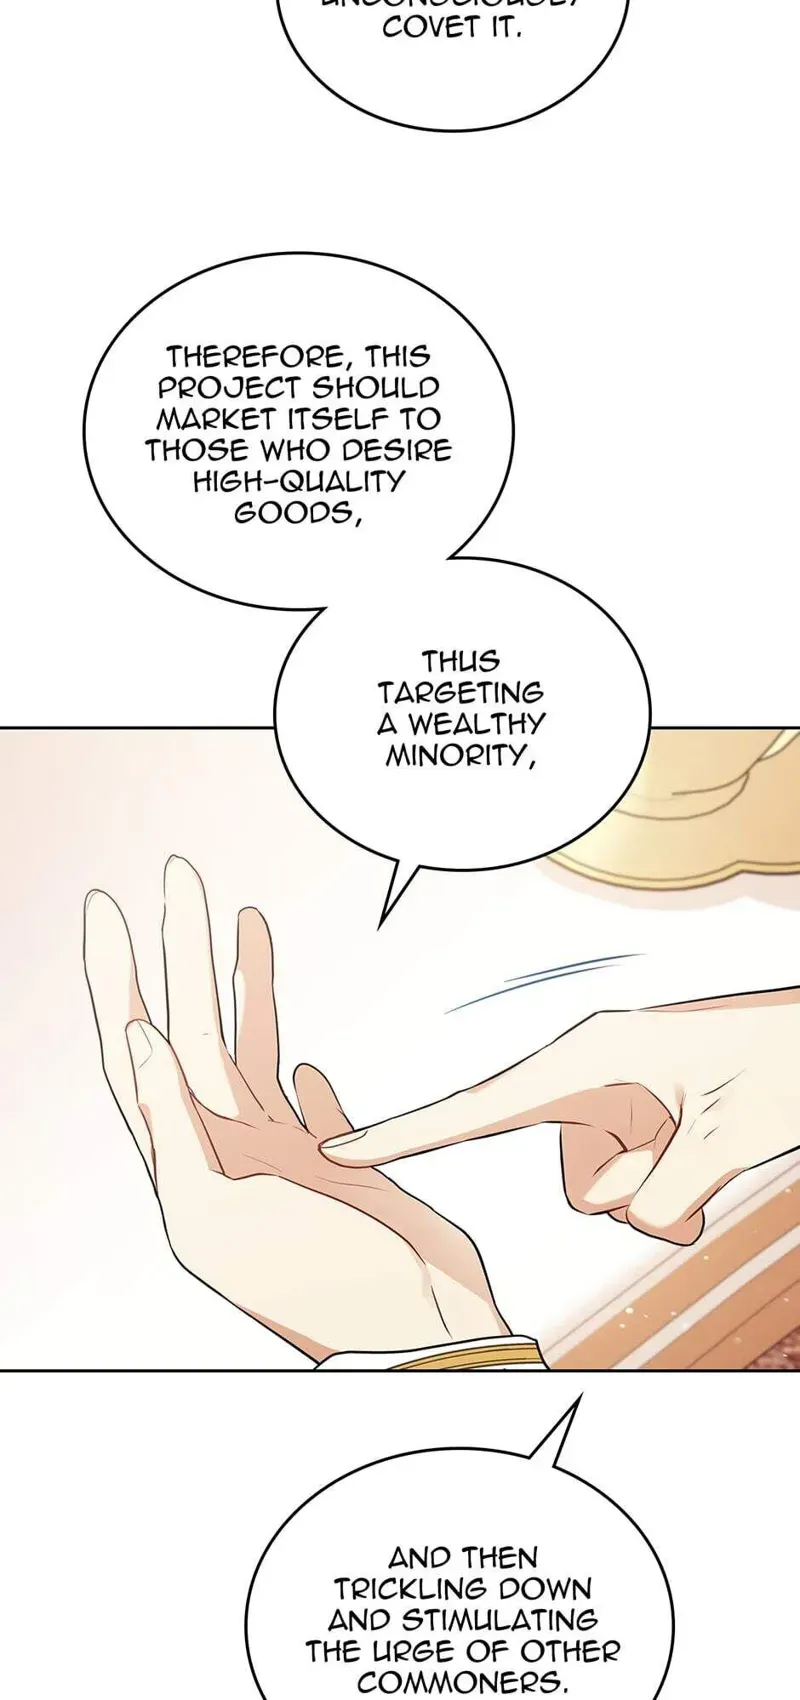 UNCONSCIOUSLY
COVET IT.
THEREFORE, THIS
PROJECT SHOULD
MARKET ITSELF TO
THOSE WHO DESIRE
HIGH-QUALITY
GOODS,
THUS
TARGETING
A WEALTHY
MINORITY,
AND THEN
TRICKLING DOWN
AND STIMULATING
THE URGE OF OTHER
COMMONERS.